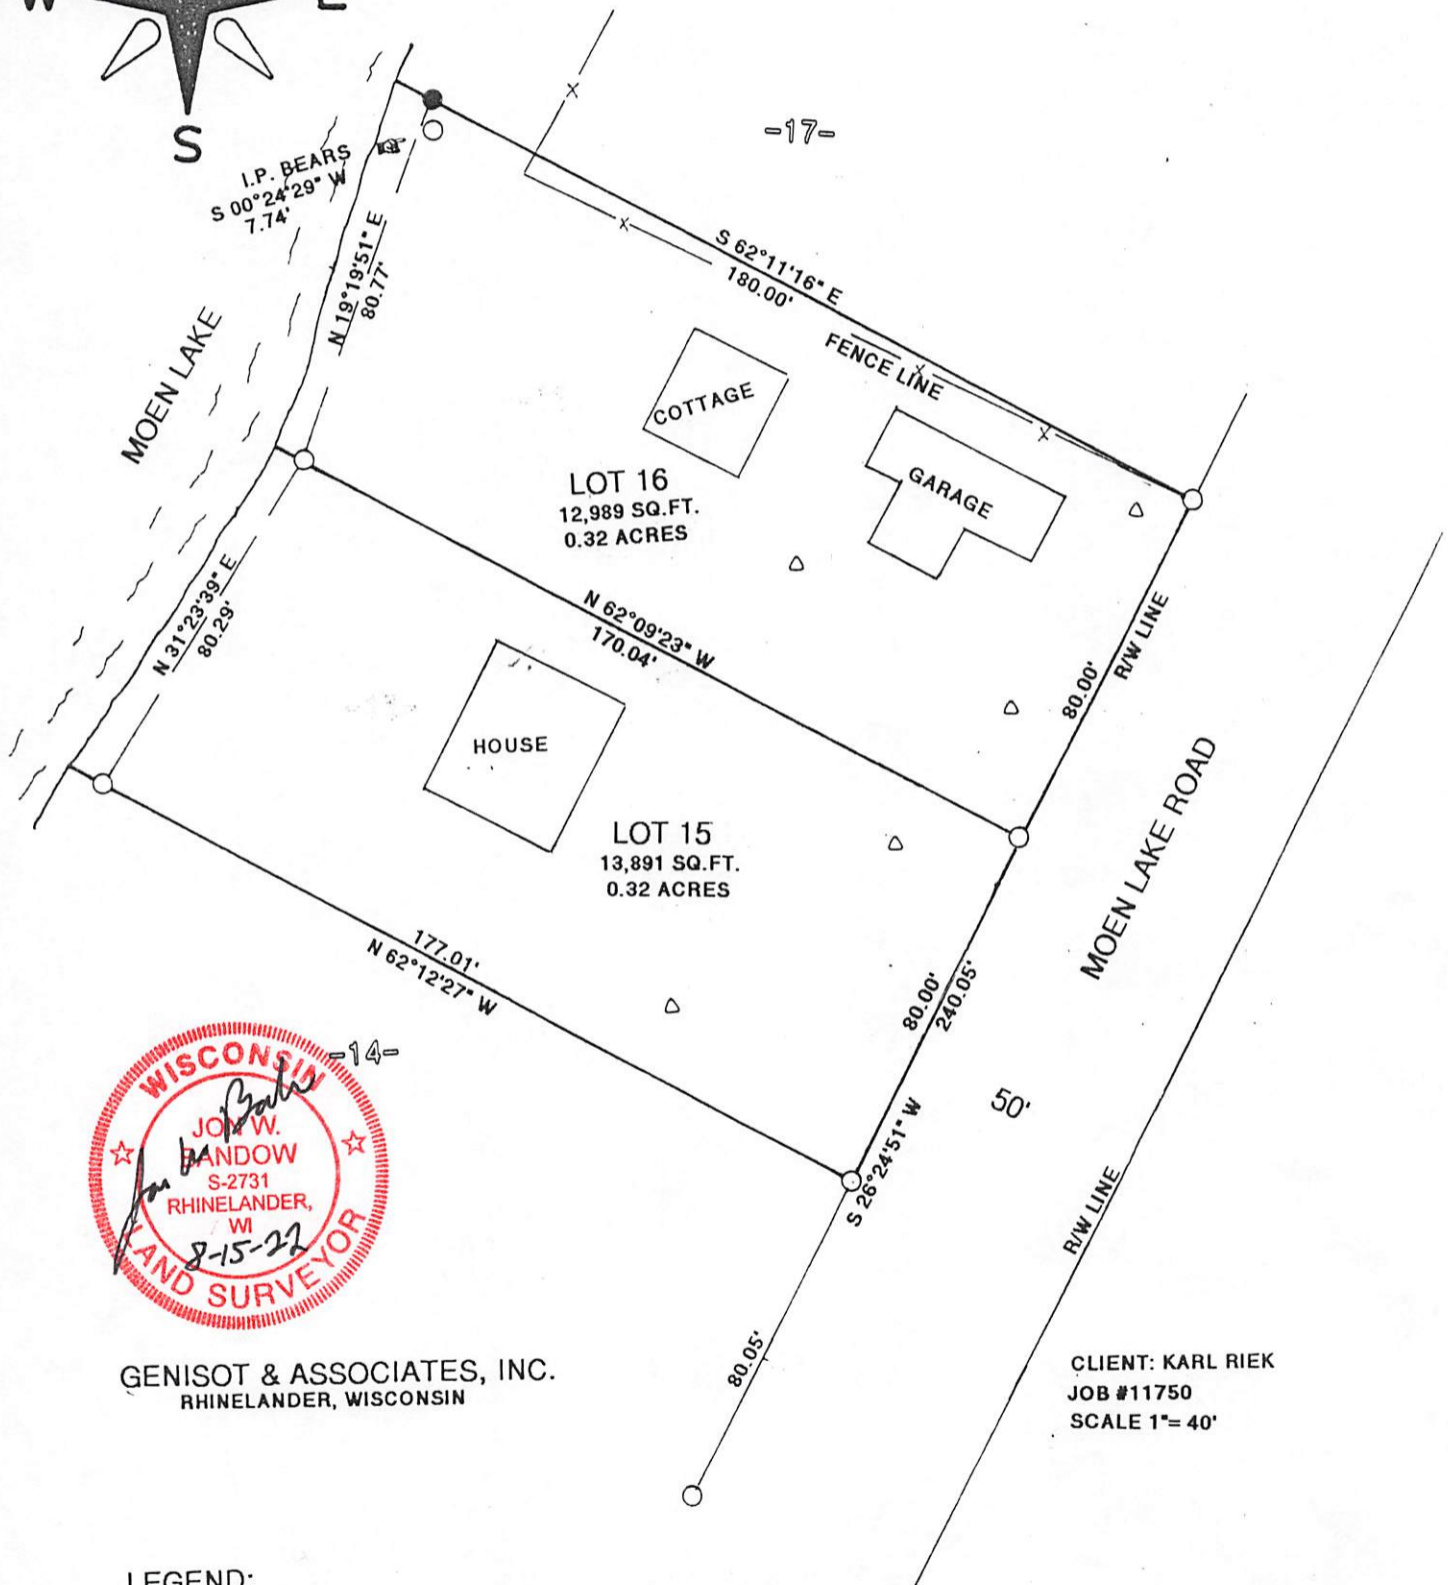 W
E
S
I.P. BEARS
S 00°24'29" W
7.74'
-17-
N 19°19'51" E
80.77'
S 62°11'16" E
180.00'
FENCE LINE
MOEN LAKE
COTTAGE
GARAGE
LOT 16
12,989 SQ.FT.
0.32 ACRES
N 31°23'39" E
80.29'
N 62°09'23" W
170.04'
80.00'
R/W LINE
HOUSE
LOT 15
13,891 SQ.FT.
0.32 ACRES
MOEN LAKE ROAD
177.01'
N 62°12'27" W
80.00'
240.05'
S 26°24'51" W
50'
R/W LINE
-14-
WISCONSIN
JON W.
BANDOW
S-2731
RHINELANDER,
WI
8-15-22
LAND SURVEYOR
80.05'
GENISOT & ASSOCIATES, INC.
RHINELANDER, WISCONSIN
CLIENT: KARL RIEK
JOB #11750
SCALE 1"= 40'
LEGEND: